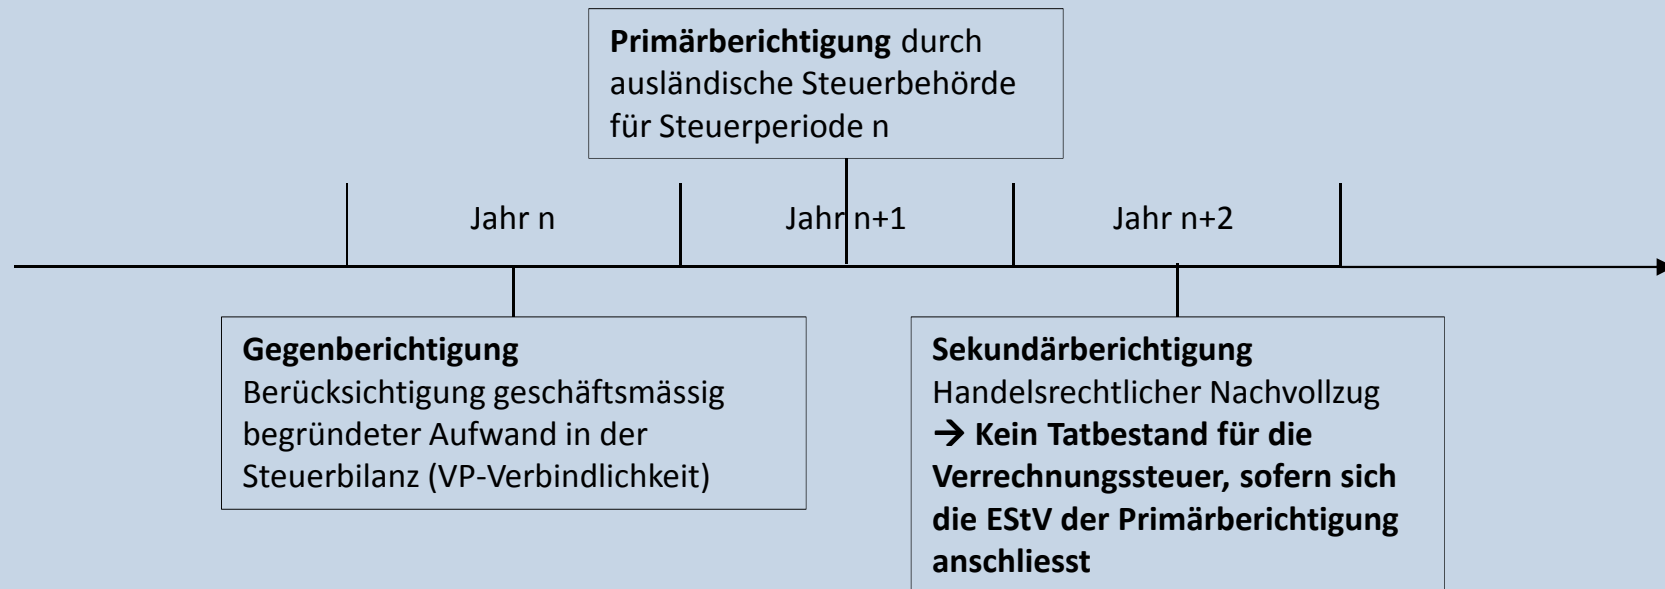 Primärberichtigung durch
ausländische Steuerbehörde
für Steuerperiode n
Jahr n
Jahr n+1
Jahr n+2
Gegenberichtigung
Berücksichtigung geschäftsmässig
begründeter Aufwand in der
Steuerbilanz (VP-Verbindlichkeit)
Sekundärberichtigung
Handelsrechtlicher Nachvollzug
→ Kein Tatbestand für die
Verrechnungssteuer, sofern sich
die EStV der Primärberichtigung
anschliesst